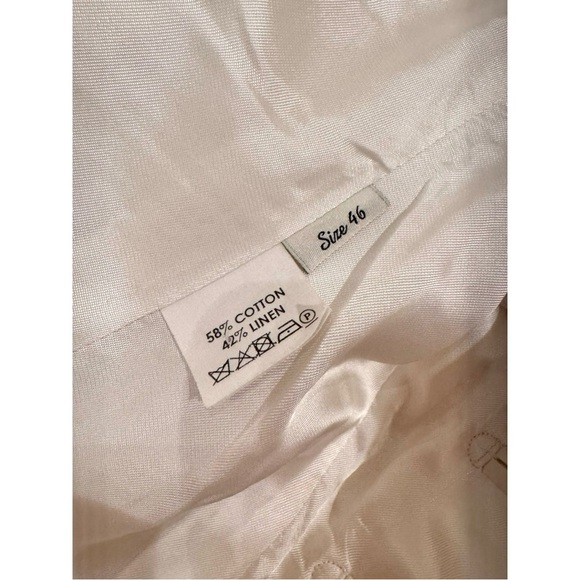 Size 46
58% COTTON
42% LINEN
P